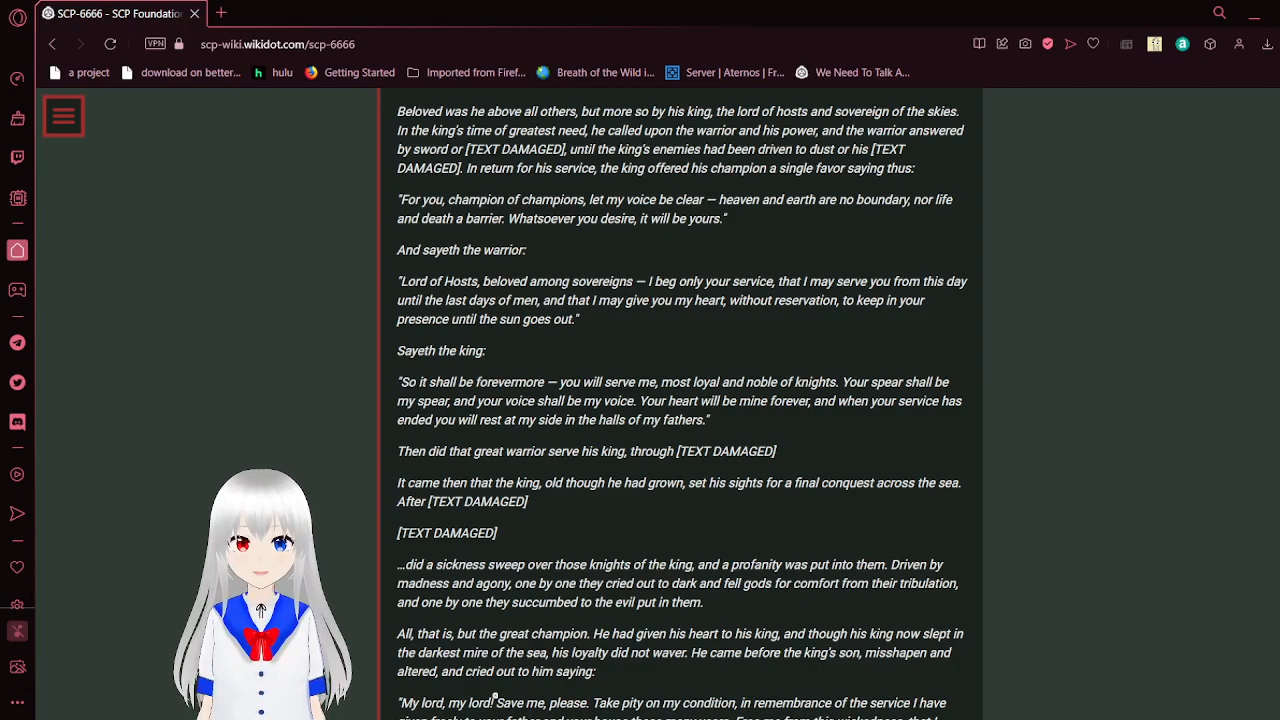 SCP-6666 - SCP Foundation
VPN
scp-wiki.wikidot.com/scp-6666
a project
download on better...
hulu
Getting Started
Imported from Firef...
Breath of the Wild i...
Server | Aternos | Fr...
We Need To Talk A...
Beloved was he above all others, but more so by his king, the lord of hosts and sovereign of the skies.
In the king's time of greatest need, he called upon the warrior and his power, and the warrior answered
by sword or [TEXT DAMAGED], until the king's enemies had been driven to dust or his [TEXT
DAMAGED]. In return for his service, the king offered his champion a single favor saying thus:
"For you, champion of champions, let my voice be clear — heaven and earth are no boundary, nor life
and death a barrier. Whatsoever you desire, it will be yours."
And sayeth the warrior:
"Lord of Hosts, beloved among sovereigns — I beg only your service, that I may serve you from this day
until the last days of men, and that I may give you my heart, without reservation, to keep in your
presence until the sun goes out."
Sayeth the king:
"So it shall be forevermore — you will serve me, most loyal and noble of knights. Your spear shall be
my spear, and your voice shall be my voice. Your heart will be mine forever, and when your service has
ended you will rest at my side in the halls of my fathers."
Then did that great warrior serve his king, through [TEXT DAMAGED]
It came then that the king, old though he had grown, set his sights for a final conquest across the sea.
After [TEXT DAMAGED]
[TEXT DAMAGED]
…did a sickness sweep over those knights of the king, and a profanity was put into them. Driven by
madness and agony, one by one they cried out to dark and fell gods for comfort from their tribulation,
and one by one they succumbed to the evil put in them.
All, that is, but the great champion. He had given his heart to his king, and though his king now slept in
the darkest mire of the sea, his loyalty did not waver. He came before the king's son, misshapen and
altered, and cried out to him saying:
"My lord, my lord! Save me, please. Take pity on my condition, in remembrance of the service I have